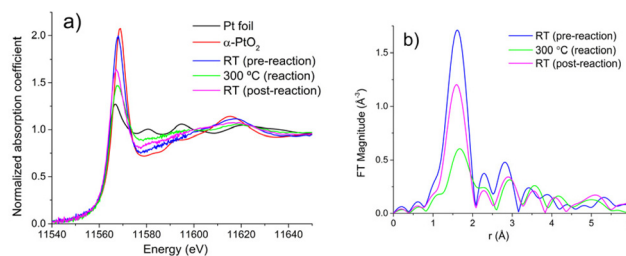 a)
Normalized absorption coefficient
2.0
1.5
1.0
0.5
0.0
Pt foil
α-PtO2
RT (pre-reaction)
300 ºC (reaction)
RT (post-reaction)
11540 11560 11580 11600 11620 11640
Energy (eV)
b)
FT Magnitude (Å-3)
1.5
1.0
0.5
0.0
RT (pre-reaction)
300 °C (reaction)
RT (post-reaction)
0 1 2 3 4 5
r (Å)